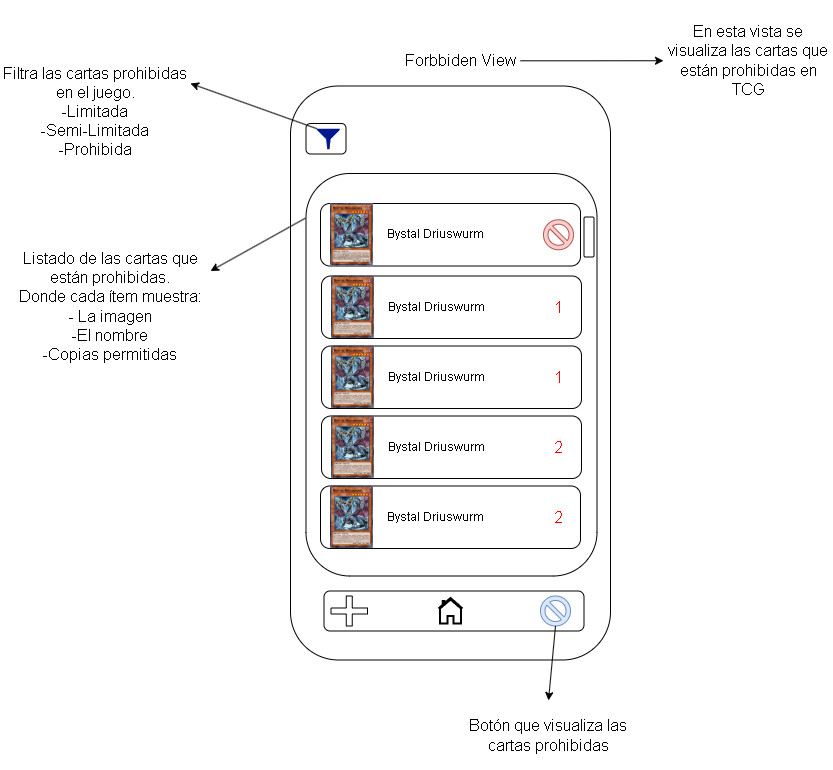 Forbbiden View
En esta vista se
visualiza las cartas que
están prohibidas en
TCG
Filtra las cartas prohibidas
en el juego.
-Limitada
-Semi-Limitada
-Prohibida
Listado de las cartas que
están prohibidas.
Donde cada ítem muestra:
- La imagen
-El nombre
-Copias permitidas
Bystal Driuswurm
Bystal Driuswurm 1
Bystal Driuswurm 1
Bystal Driuswurm 2
Bystal Driuswurm 2
Botón que visualiza las
cartas prohibidas